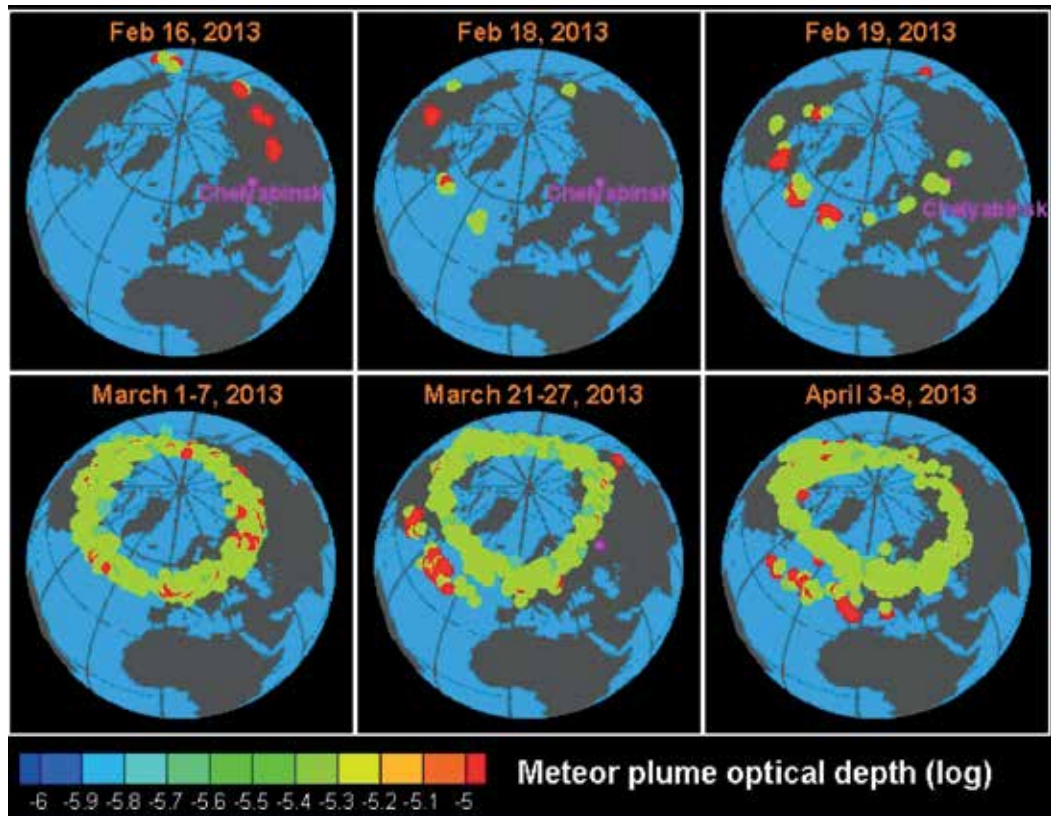 Feb 16, 2013
Feb 18, 2013
Feb 19, 2013
Chelyabinsk
Chelyabinsk
Chelyabinsk
March 1-7, 2013
March 21-27, 2013
April 3-8, 2013
-6 -5.9 -5.8 -5.7 -5.6 -5.5 -5.4 -5.3 -5.2 -5.1 -5
Meteor plume optical depth (log)